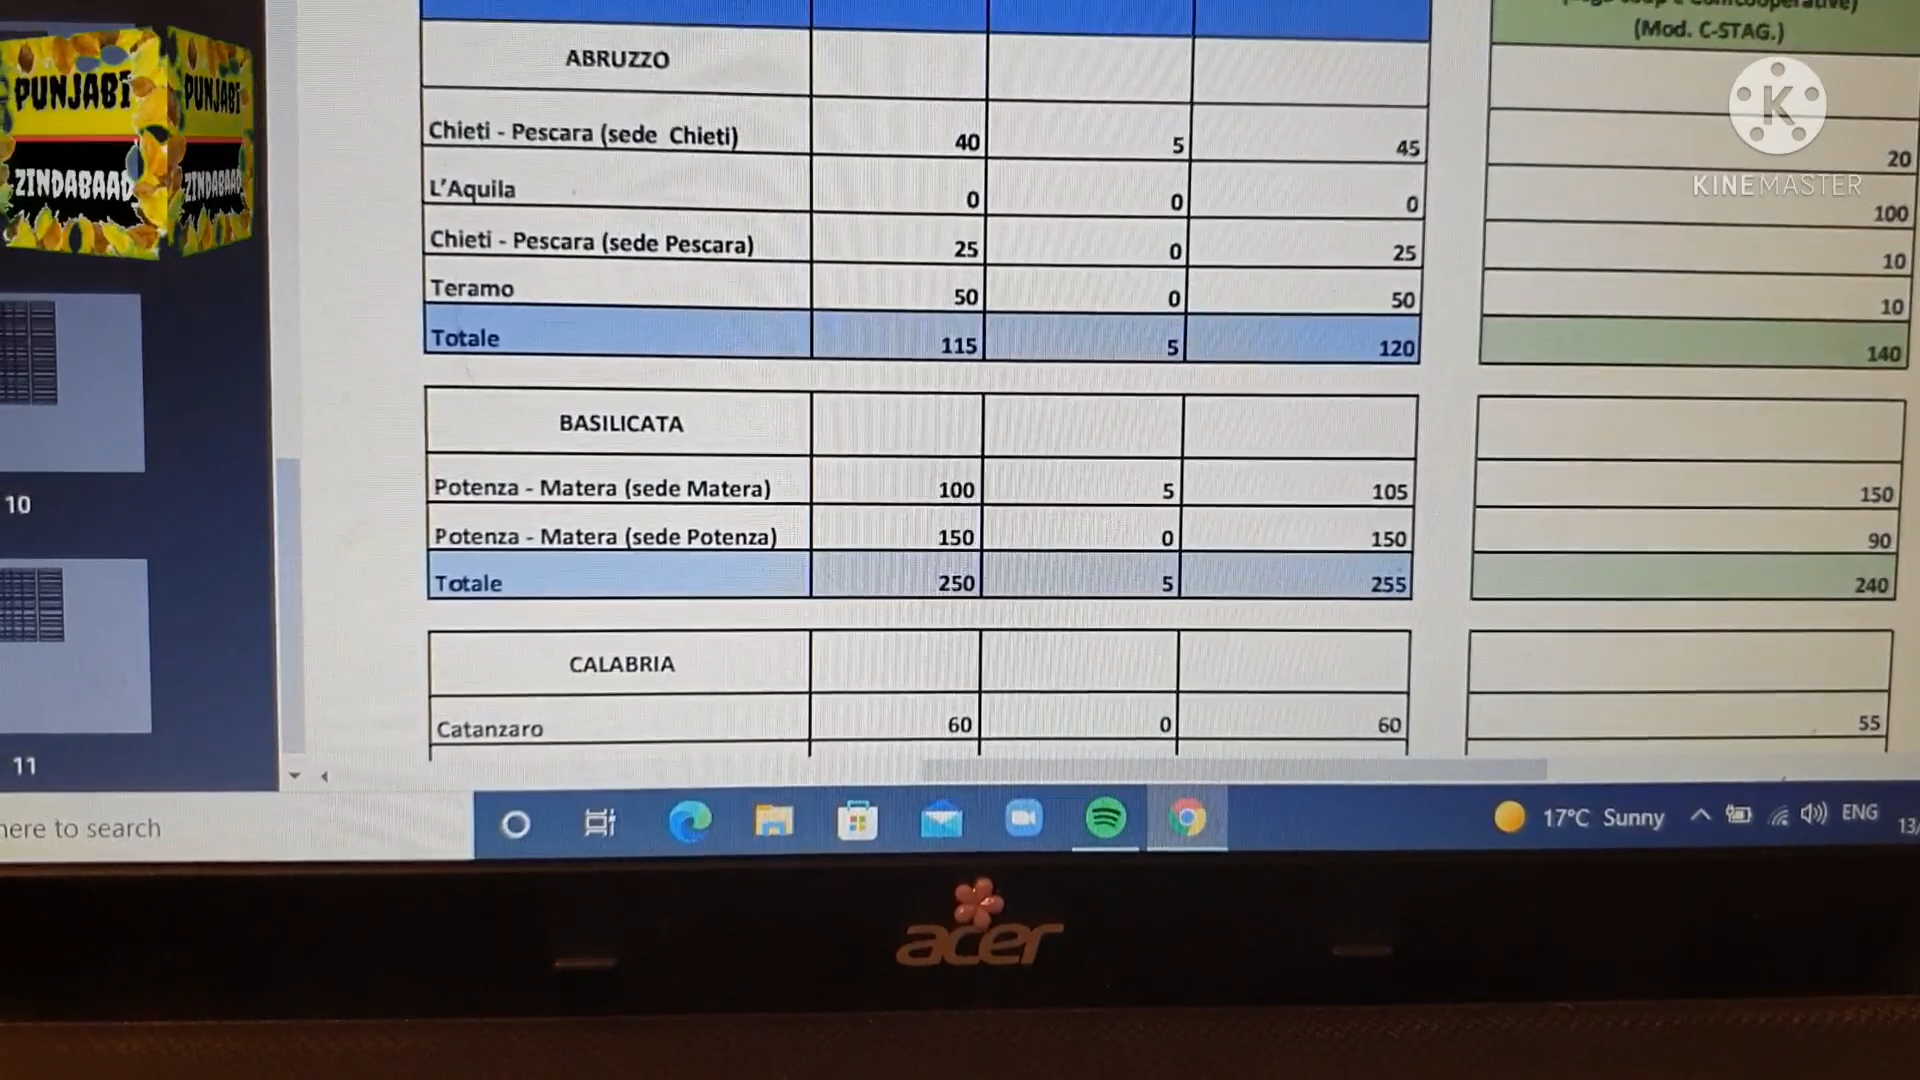 (Mod. C-STAG.)
ABRUZZO
Chieti - Pescara (sede Chieti) 40 5 45 20
L'Aquila 0 0 0 100
Chieti - Pescara (sede Pescara) 25 0 25 10
Teramo 50 0 50 10
Totale 115 5 120 140
BASILICATA
Potenza - Matera (sede Matera) 100 5 105 150
Potenza - Matera (sede Potenza) 150 0 150 90
Totale 250 5 255 240
CALABRIA
Catanzaro 60 0 60 55
PUNJABI PUNJABI
ZINDABAAD ZINDABAAD
K
KINEMASTER
10
11
here to search
17°C Sunny
ENG
13/
acer